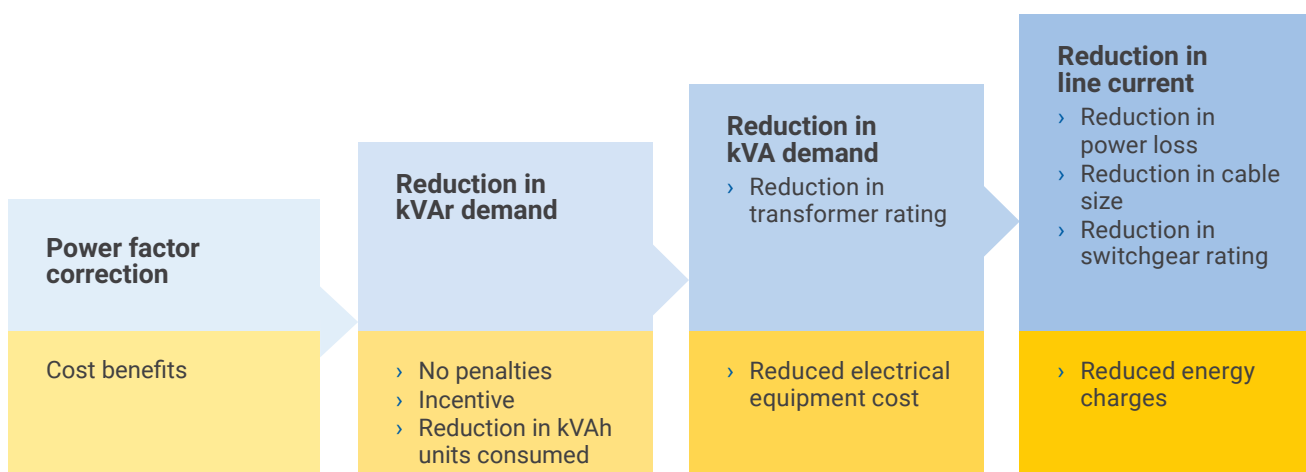 Power factor
correction
Cost benefits
Reduction in
kVAr demand
› No penalties
› Incentive
› Reduction in kVAh
units consumed
Reduction in
kVA demand
› Reduction in
transformer rating
› Reduced electrical
equipment cost
Reduction in
line current
› Reduction in
power loss
› Reduction in cable
size
› Reduction in
switchgear rating
› Reduced energy
charges